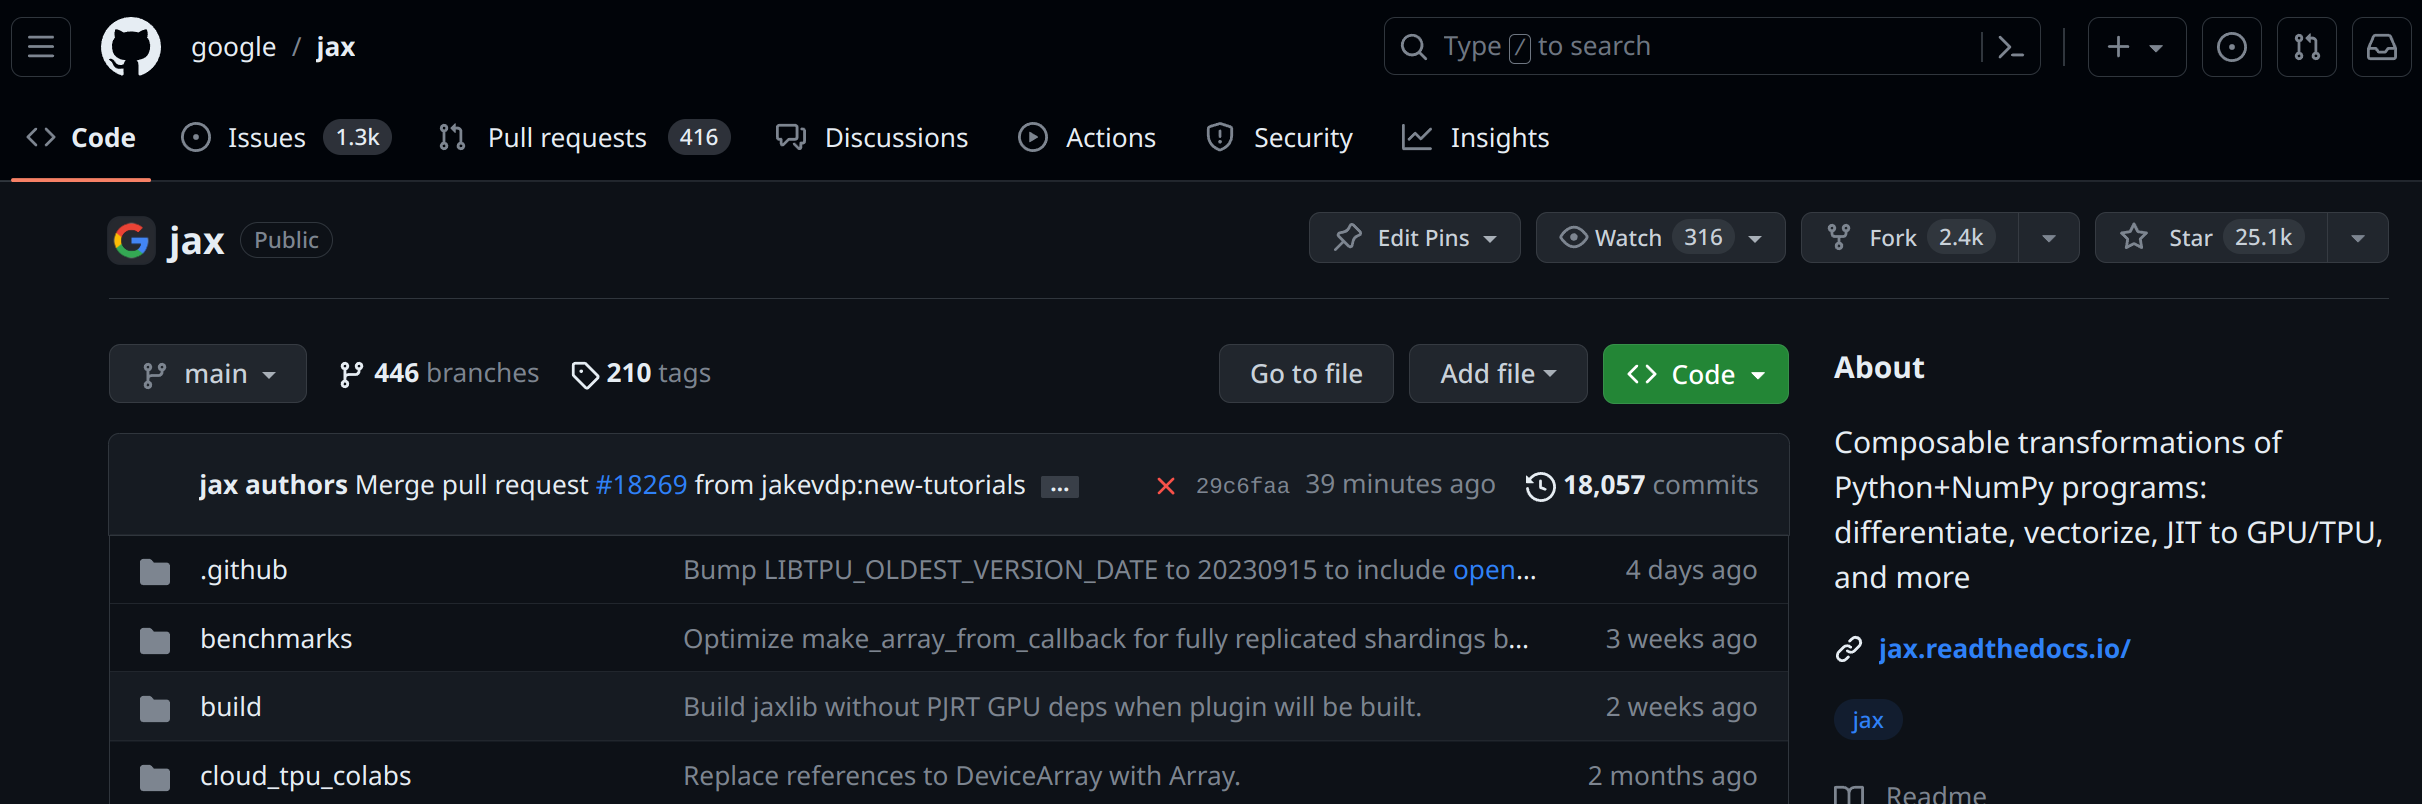 google / jax
Type / to search
Code Issues 1.3k Pull requests 416 Discussions Actions Security Insights
jax Public
Edit Pins Watch 316 Fork 2.4k Star 25.1k
main 446 branches 210 tags
Go to file Add file Code
jax authors Merge pull request #18269 from jakevdp:new-tutorials ... 29c6faa 39 minutes ago 18,057 commits
.github Bump LIBTPU_OLDEST_VERSION_DATE to 20230915 to include open... 4 days ago
benchmarks Optimize make_array_from_callback for fully replicated shardings b... 3 weeks ago
build Build jaxlib without PJRT GPU deps when plugin will be built. 2 weeks ago
cloud_tpu_colabs Replace references to DeviceArray with Array. 2 months ago
About
Composable transformations of
Python+NumPy programs:
differentiate, vectorize, JIT to GPU/TPU,
and more
jax.readthedocs.io/
jax
Readme